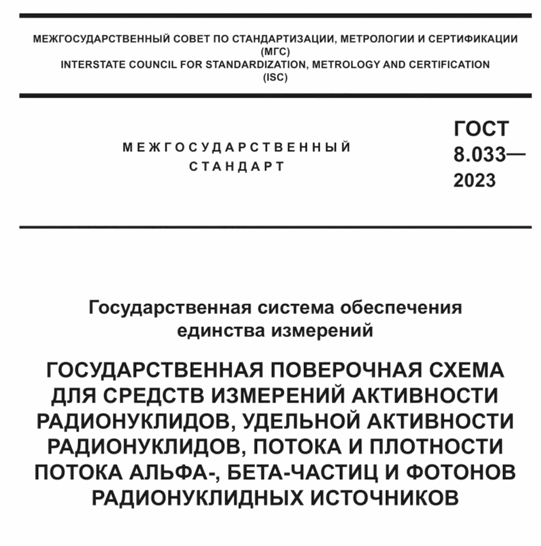 МЕЖГОСУДАРСТВЕННЫЙ СОВЕТ ПО СТАНДАРТИЗАЦИИ, МЕТРОЛОГИИ И СЕРТИФИКАЦИИ
(МГС)
INTERSTATE COUNCIL FOR STANDARDIZATION, METROLOGY AND CERTIFICATION
(ISC)
МЕЖГОСУДАРСТВЕННЫЙ
СТАНДАРТ
ГОСТ
8.033—
2023
Государственная система обеспечения
единства измерений
ГОСУДАРСТВЕННАЯ ПОВЕРОЧНАЯ СХЕМА
ДЛЯ СРЕДСТВ ИЗМЕРЕНИЙ АКТИВНОСТИ
РАДИОНУКЛИДОВ, УДЕЛЬНОЙ АКТИВНОСТИ
РАДИОНУКЛИДОВ, ПОТОКА И ПЛОТНОСТИ
ПОТОКА АЛЬФА-, БЕТА-ЧАСТИЦ И ФОТОНОВ
РАДИОНУКЛИДНЫХ ИСТОЧНИКОВ